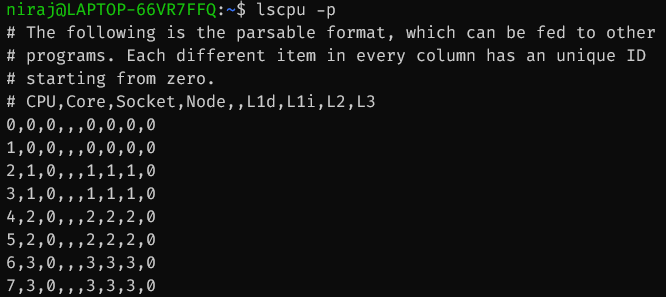 niraj@LAPTOP-66VR7FFQ:~$ lscpu -p
# The following is the parsable format, which can be fed to other
# programs. Each different item in every column has an unique ID
# starting from zero.
# CPU,Core,Socket,Node,,L1d,L1i,L2,L3
0,0,0,,,0,0,0,0
1,0,0,,,0,0,0,0
2,1,0,,,1,1,1,0
3,1,0,,,1,1,1,0
4,2,0,,,2,2,2,0
5,2,0,,,2,2,2,0
6,3,0,,,3,3,3,0
7,3,0,,,3,3,3,0